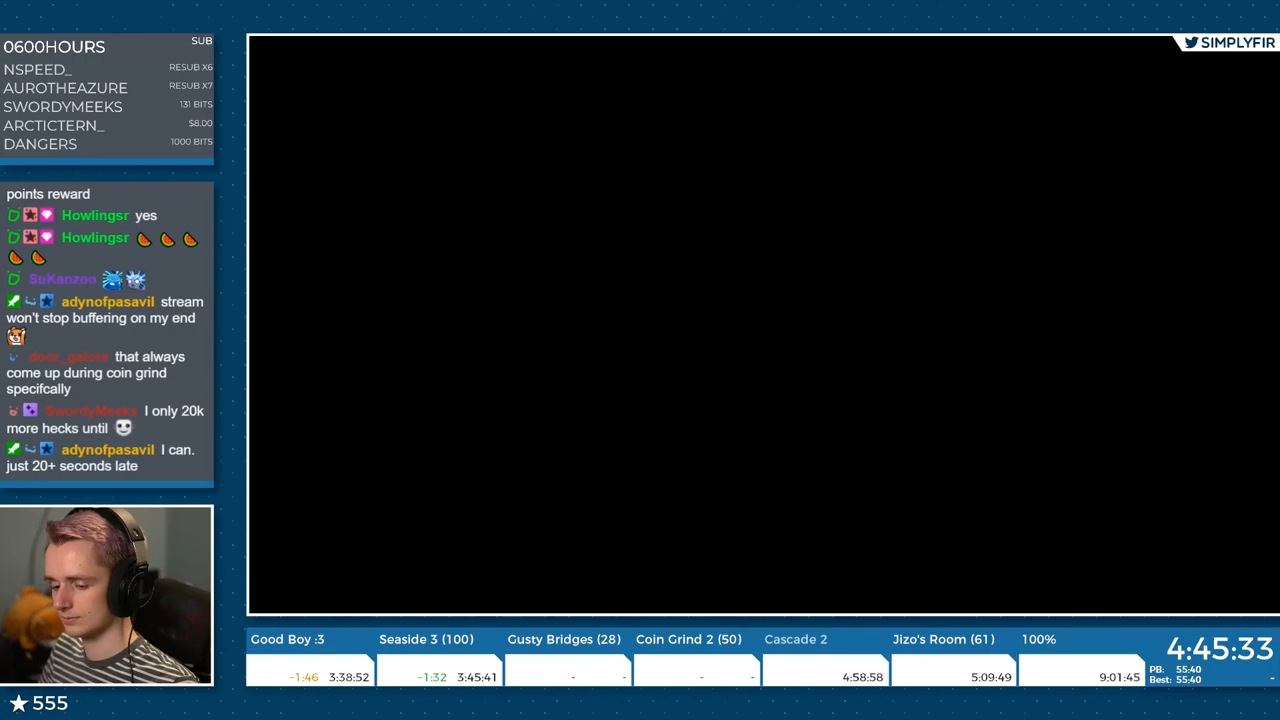 0600HOURS SUB
NSPEED_ RESUB X6
AUROTHEAZURE RESUB X7
SWORDYMEEKS 131 BITS
ARCTICTERN_ $8.00
DANGERS 1000 BITS
SIMPLYFIR
points reward
Howlingsr yes
Howlingsr
SuKanzoo
adynofpasavil stream
won't stop buffering on my end
door_galore that always
come up during coin grind
specifcally
SwordyMeeks I only 20k
more hecks until
adynofpasavil I can.
just 20+ seconds late
Good Boy :3 Seaside 3 (100) Gusty Bridges (28) Coin Grind 2 (50) Cascade 2 Jizo's Room (61) 100%
−1:46 3:38:52 −1:32 3:45:41 - - - - 4:58:58 5:09:49 9:01:45
4:45:33
PB: 55:40
Best: 55:40 -
★ 555